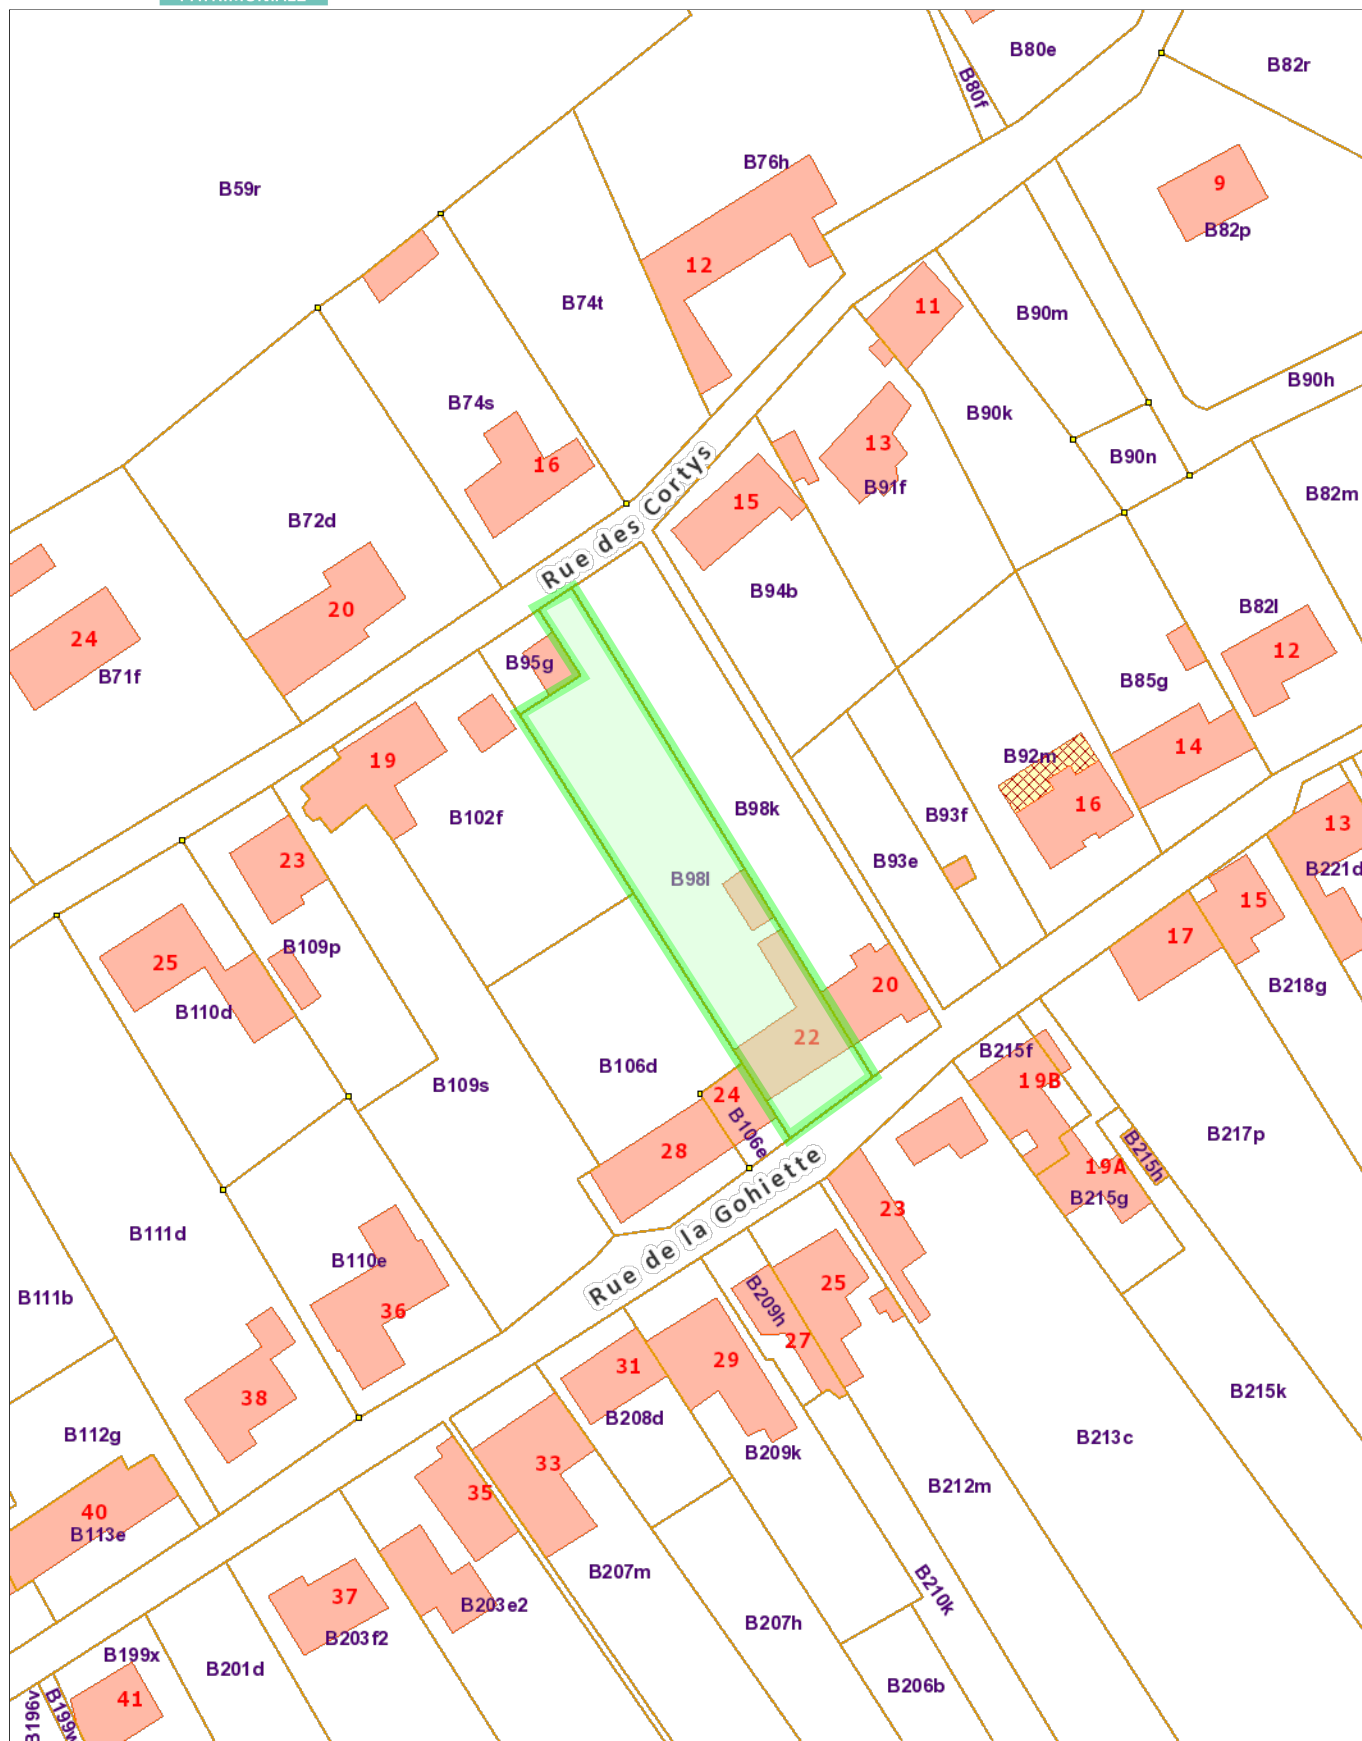 B80e
B82r
B80f
B76h
B59r
9
B82p
12
B74t
11
B90m
B90h
B74s
B90k
13
16
B90n
B91f
B82m
15
B72d
Rue des Cortys
B94b
20
B82l
24
12
B95g
B71f
B85g
14
B92m
19
16
B98k
B102f
B93f
13
23
B93e
B221d
B98l
15
17
B109p
25
20
B218g
B110d
22
B215f
B106d
19B
B109s
24
B106e
B217p
28
B215h
19A
B215g
Rue de la Gohiette
23
B111d
B110e
25
B111b
B209h
36
27
31
29
38
B215k
B208d
B112g
B213c
B209k
33
B212m
35
40
B113e
B207m
B210k
37
B203e2
B207h
B203f2
B199x
B201d
B206b
41
B196v